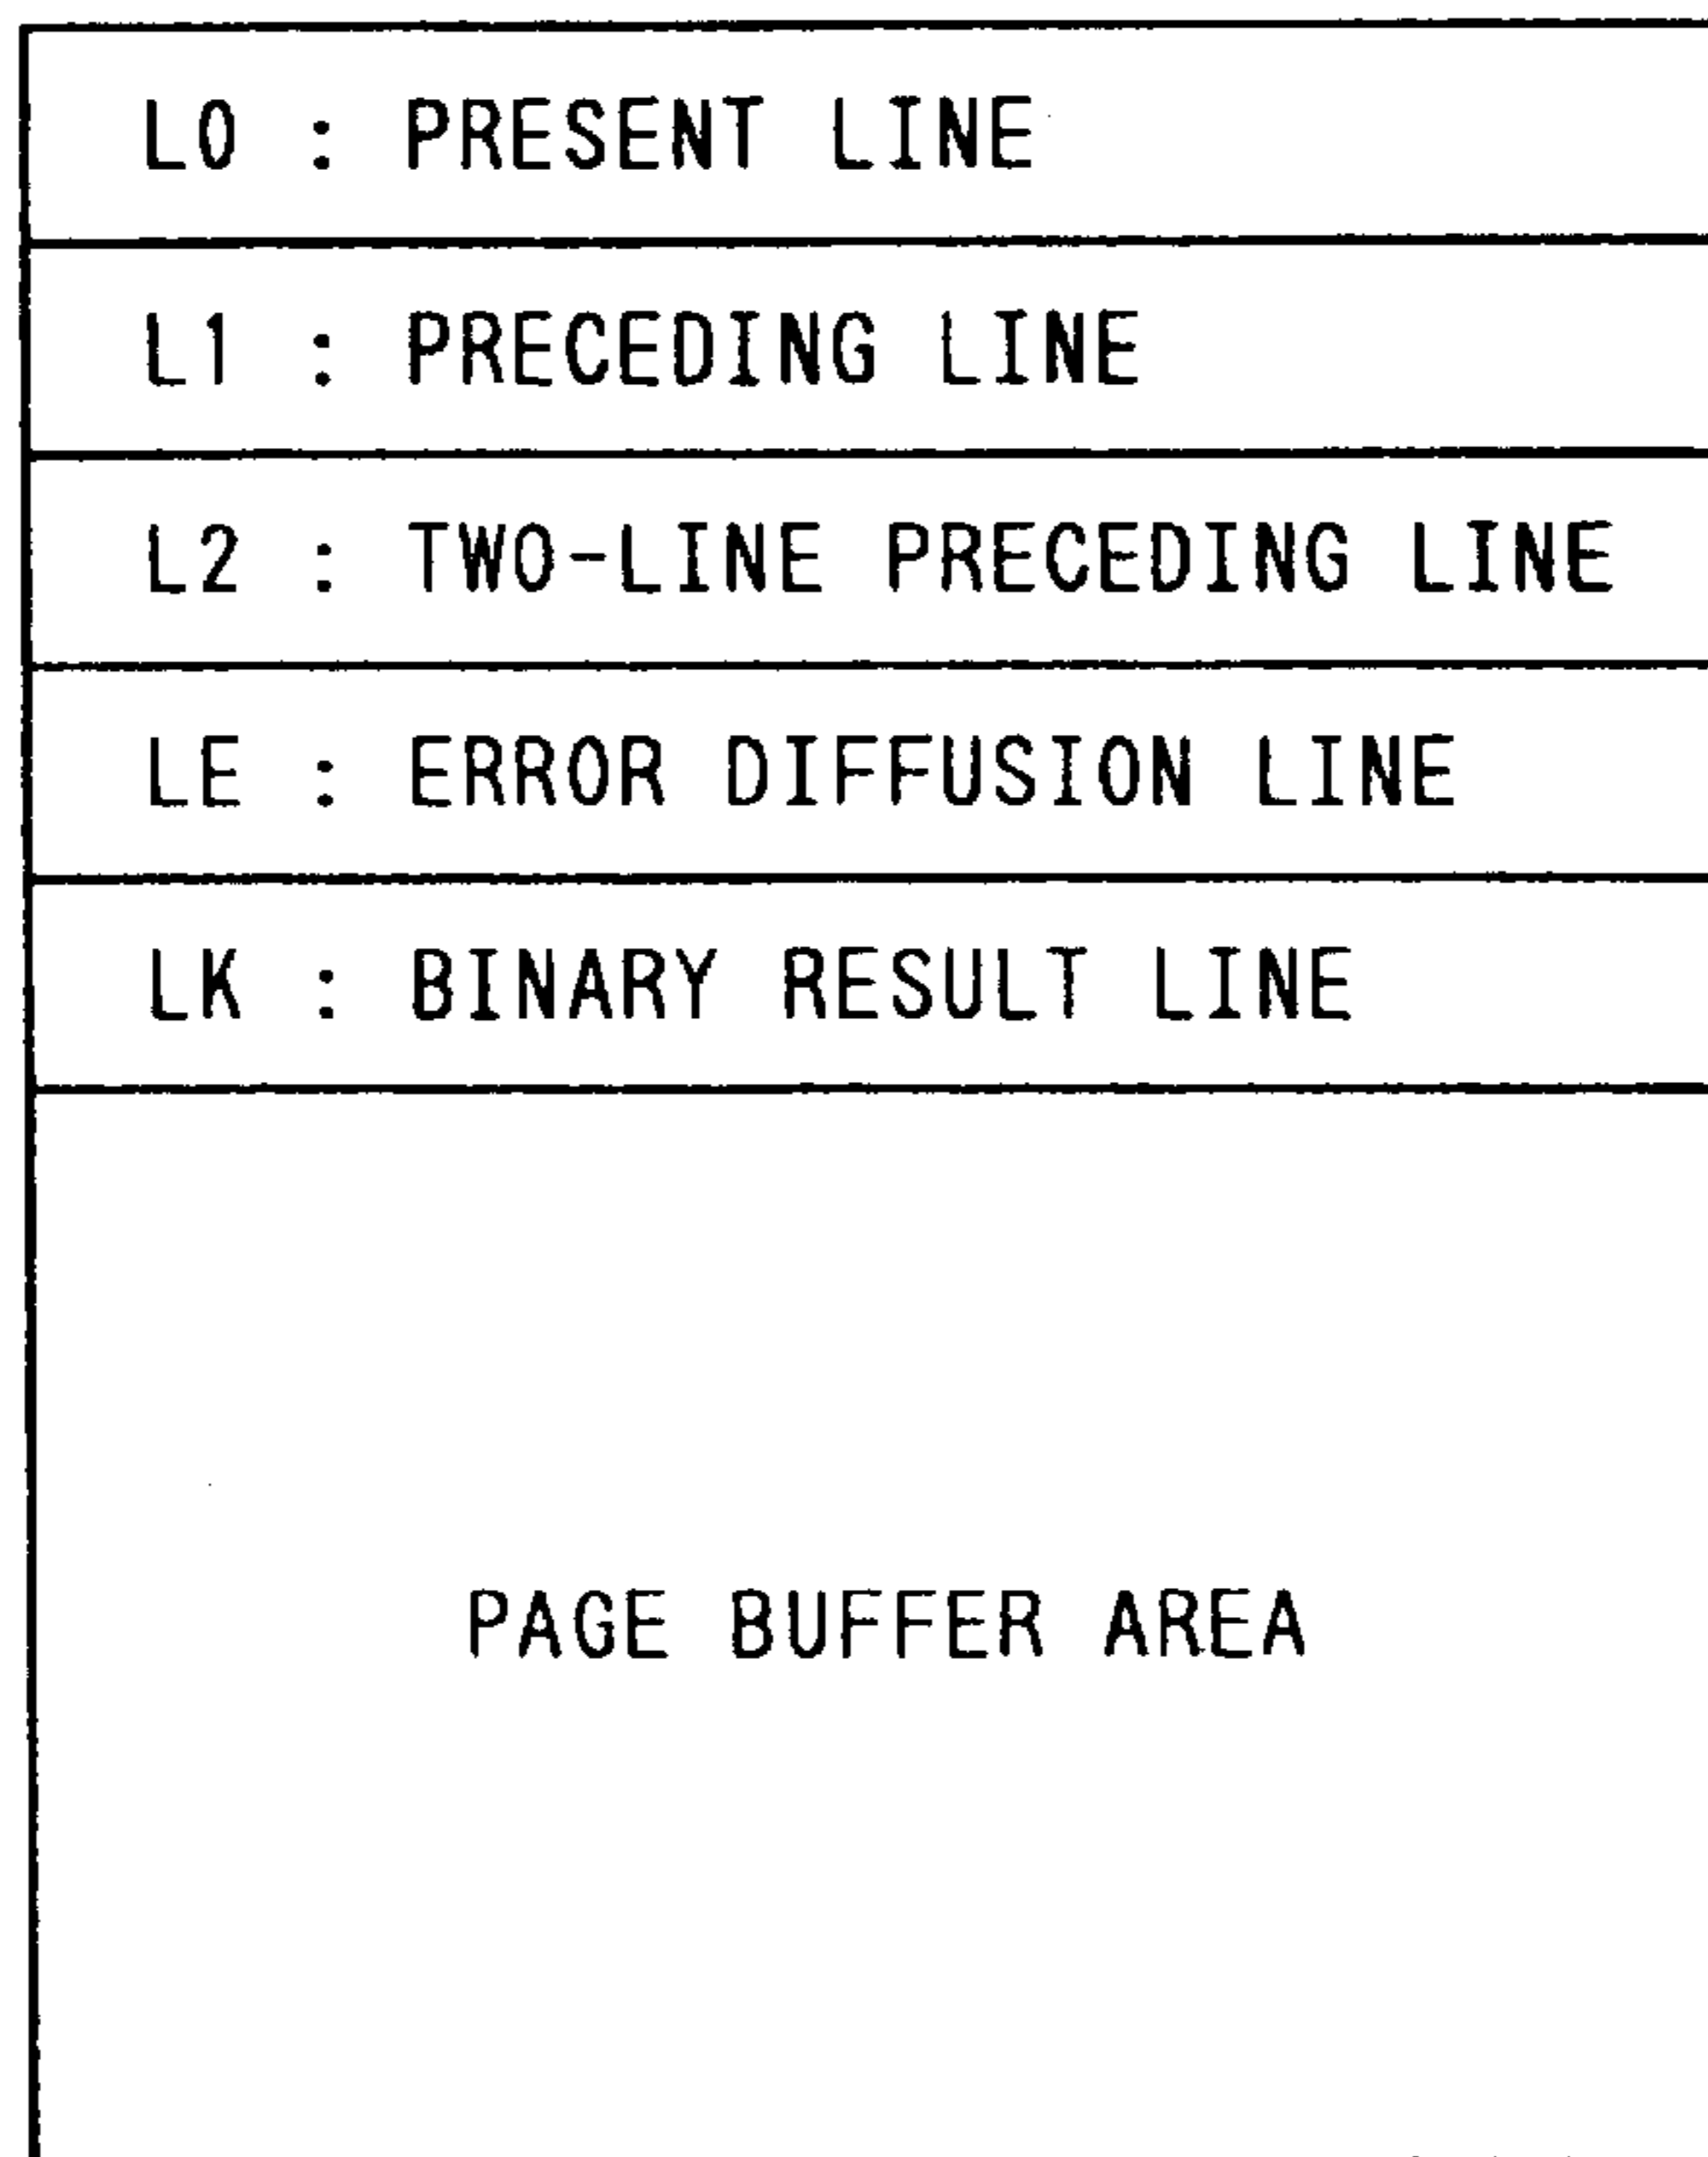 L0 : PRESENT LINE
L1 : PRECEDING LINE
L2 : TWO-LINE PRECEDING LINE
LE : ERROR DIFFUSION LINE
LK : BINARY RESULT LINE
PAGE BUFFER AREA